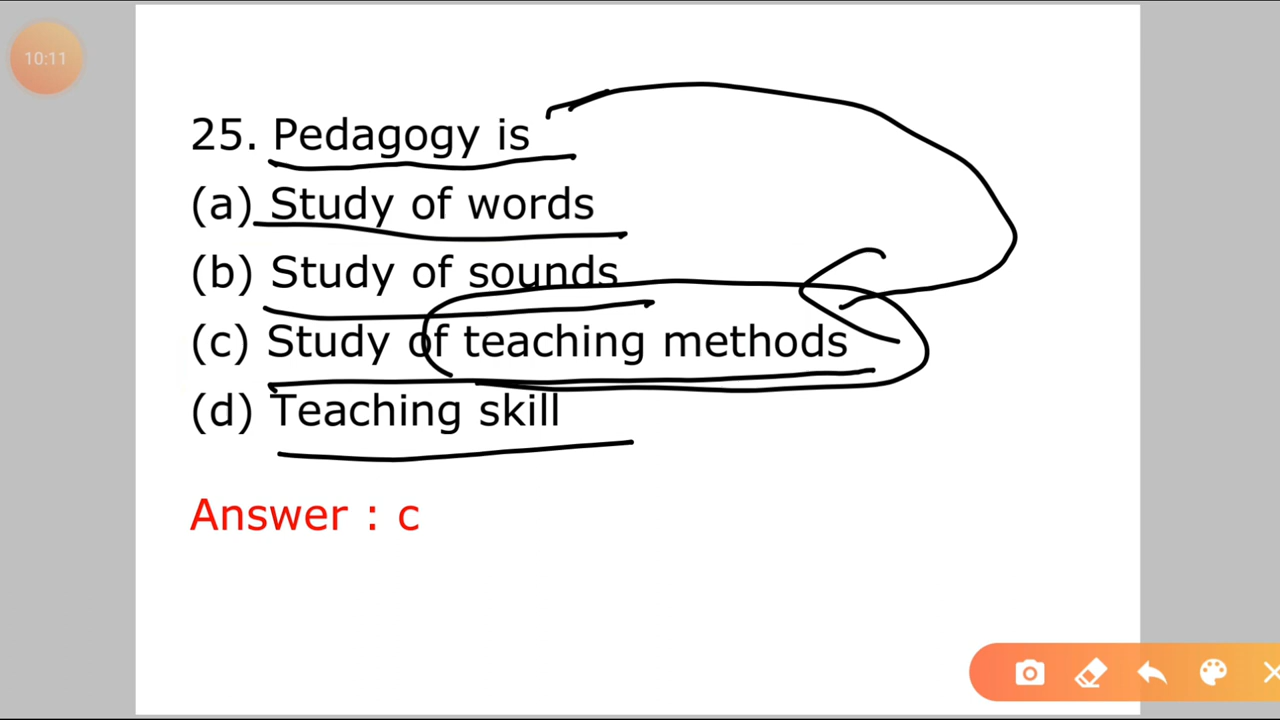 10:11
25. Pedagogy is
(a) Study of words
(b) Study of sounds
(c) Study of teaching methods
(d) Teaching skill
Answer : c